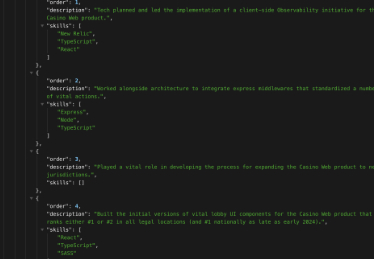 "order": 1,
"description": "Tech planned and led the implementation of a client-side Observability initiative for th
Casino Web product.",
"skills": [
"New Relic",
"TypeScript",
"React"
]
},
{
"order": 2,
"description": "Worked alongside architecture to integrate express middlewares that standardized a numbe
of vital actions.",
"skills": [
"Express",
"Node",
"TypeScript"
]
},
{
"order": 3,
"description": "Played a vital role in developing the process for expanding the Casino Web product to ne
jurisdictions.",
"skills": []
},
{
"order": 4,
"description": "Built the initial versions of vital lobby UI components for the Casino Web product that
ranks either #1 or #2 in all legal locations (and #1 nationally as late as early 2024).",
"skills": [
"React",
"TypeScript",
"SASS"